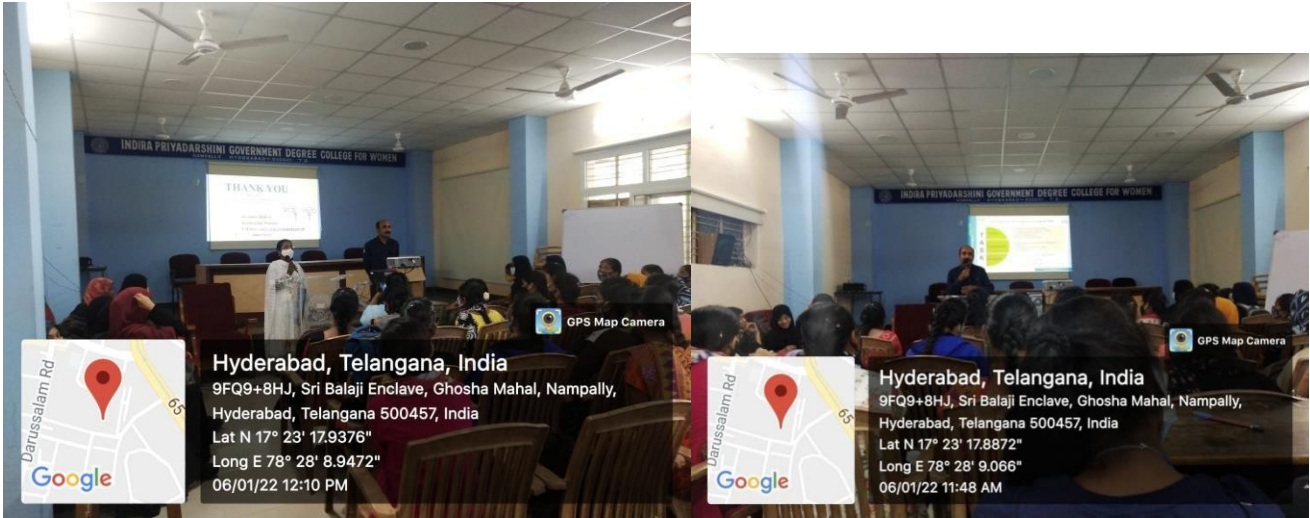 INDIRA PRIYADARSHINI GOVERNMENT DEGREE COLLEGE FOR WOMEN
THANK YOU
GPS Map Camera
Darussalam Rd
65
Google
Hyderabad, Telangana, India
9FQ9+8HJ, Sri Balaji Enclave, Ghosha Mahal, Nampally,
Hyderabad, Telangana 500457, India
Lat N 17° 23' 17.9376"
Long E 78° 28' 8.9472"
06/01/22 12:10 PM
INDIRA PRIYADARSHINI GOVERNMENT DEGREE COLLEGE FOR WOMEN
GPS Map Camera
Darussalam Rd
65
Google
Hyderabad, Telangana, India
9FQ9+8HJ, Sri Balaji Enclave, Ghosha Mahal, Nampally,
Hyderabad, Telangana 500457, India
Lat N 17° 23' 17.8872"
Long E 78° 28' 9.066"
06/01/22 11:48 AM